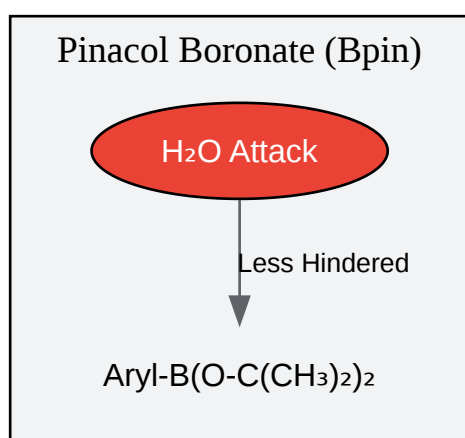 Pinacol Boronate (Bpin)
H₂O Attack
Less Hindered
Aryl-B(O-C(CH₃)₂)₂